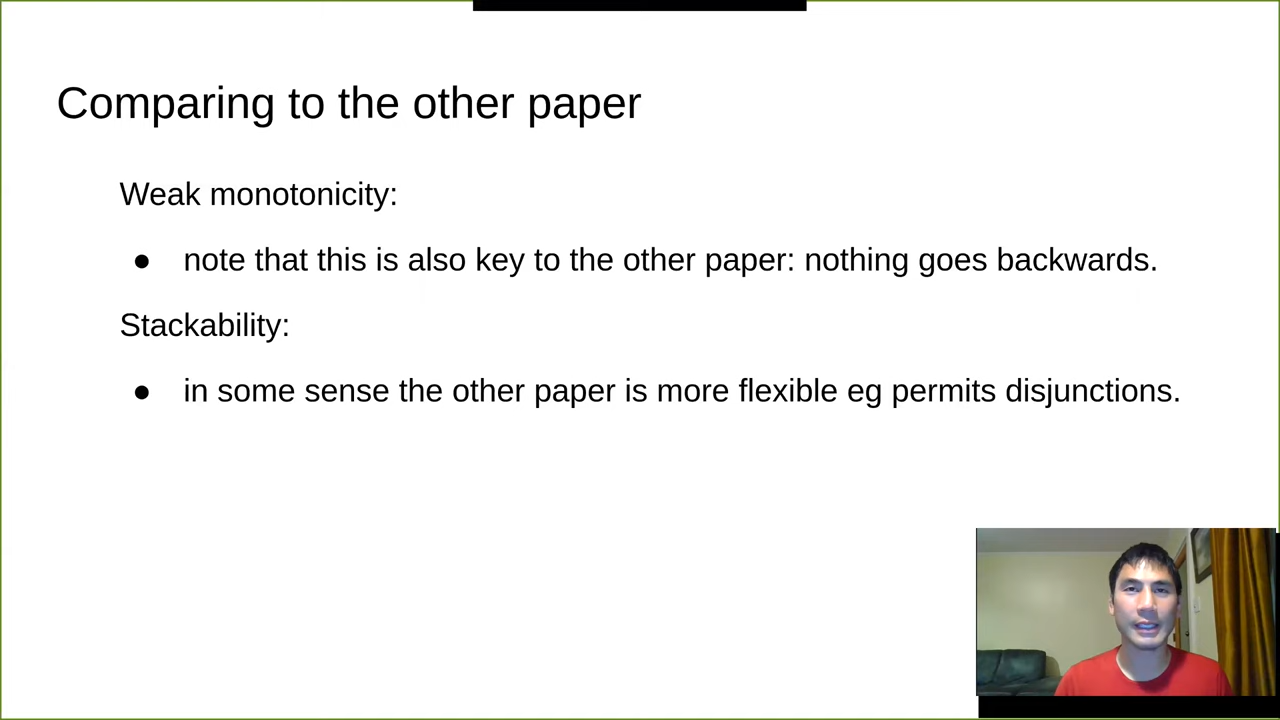 Comparing to the other paper
Weak monotonicity:
● note that this is also key to the other paper: nothing goes backwards.
Stackability:
● in some sense the other paper is more flexible eg permits disjunctions.